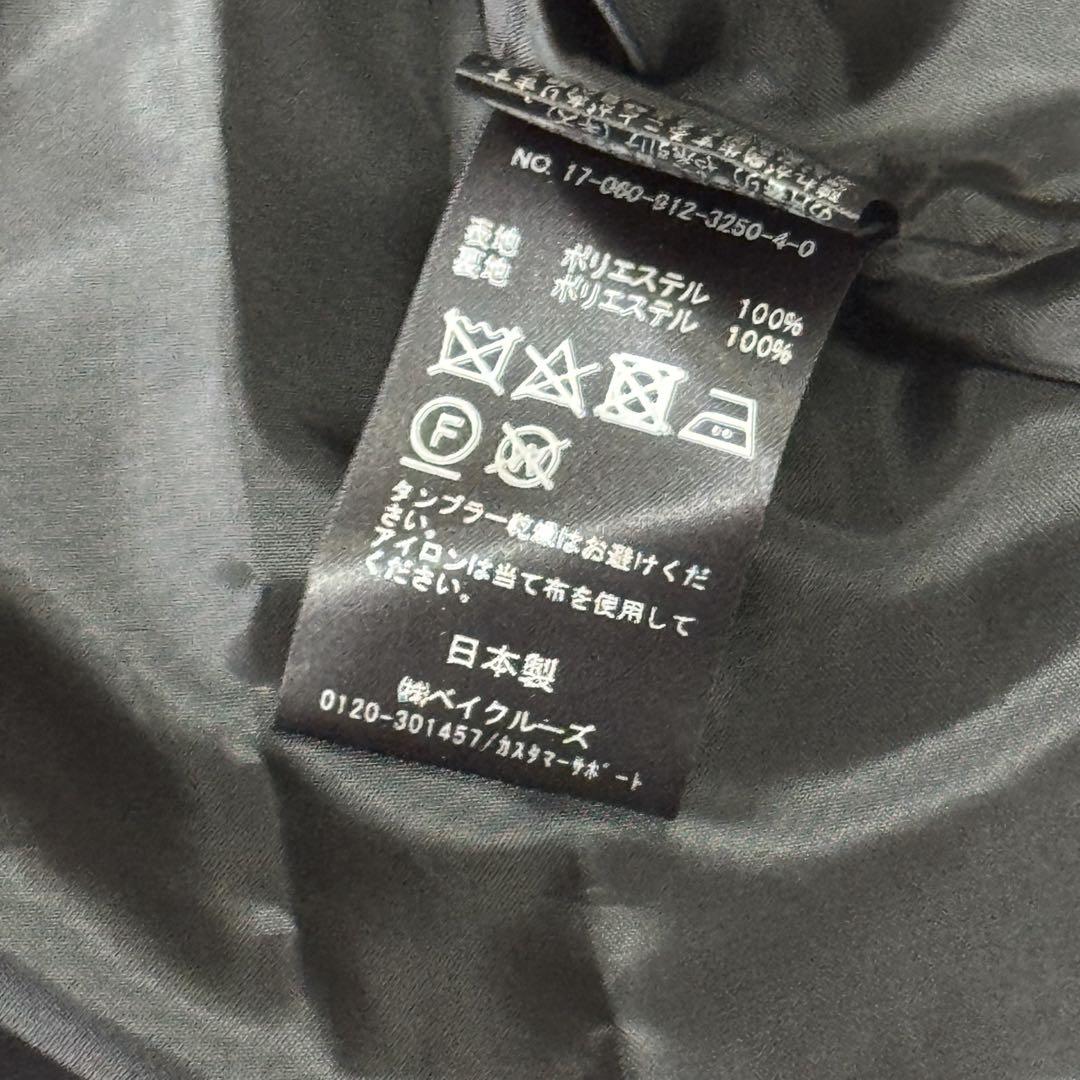 NO. 17-060-612-3250-4-0
表地 ポリエステル 100%
裏地 ポリエステル 100%
F
W
タンブラー乾燥はお避けくだ
さい。
アイロンは当て布を使用して
ください。
日本製
㈱ベイクルーズ
0120-301457/カスタマーサポート